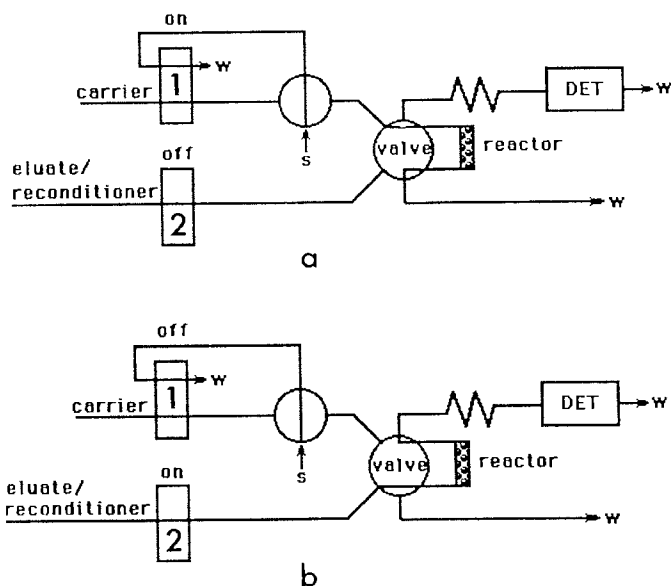 on
1
w
carrier
s
DET
w
valve
reactor
off
eluate/
reconditioner
2
w
a
off
1
w
carrier
s
DET
w
valve
reactor
on
eluate/
reconditioner
2
w
b